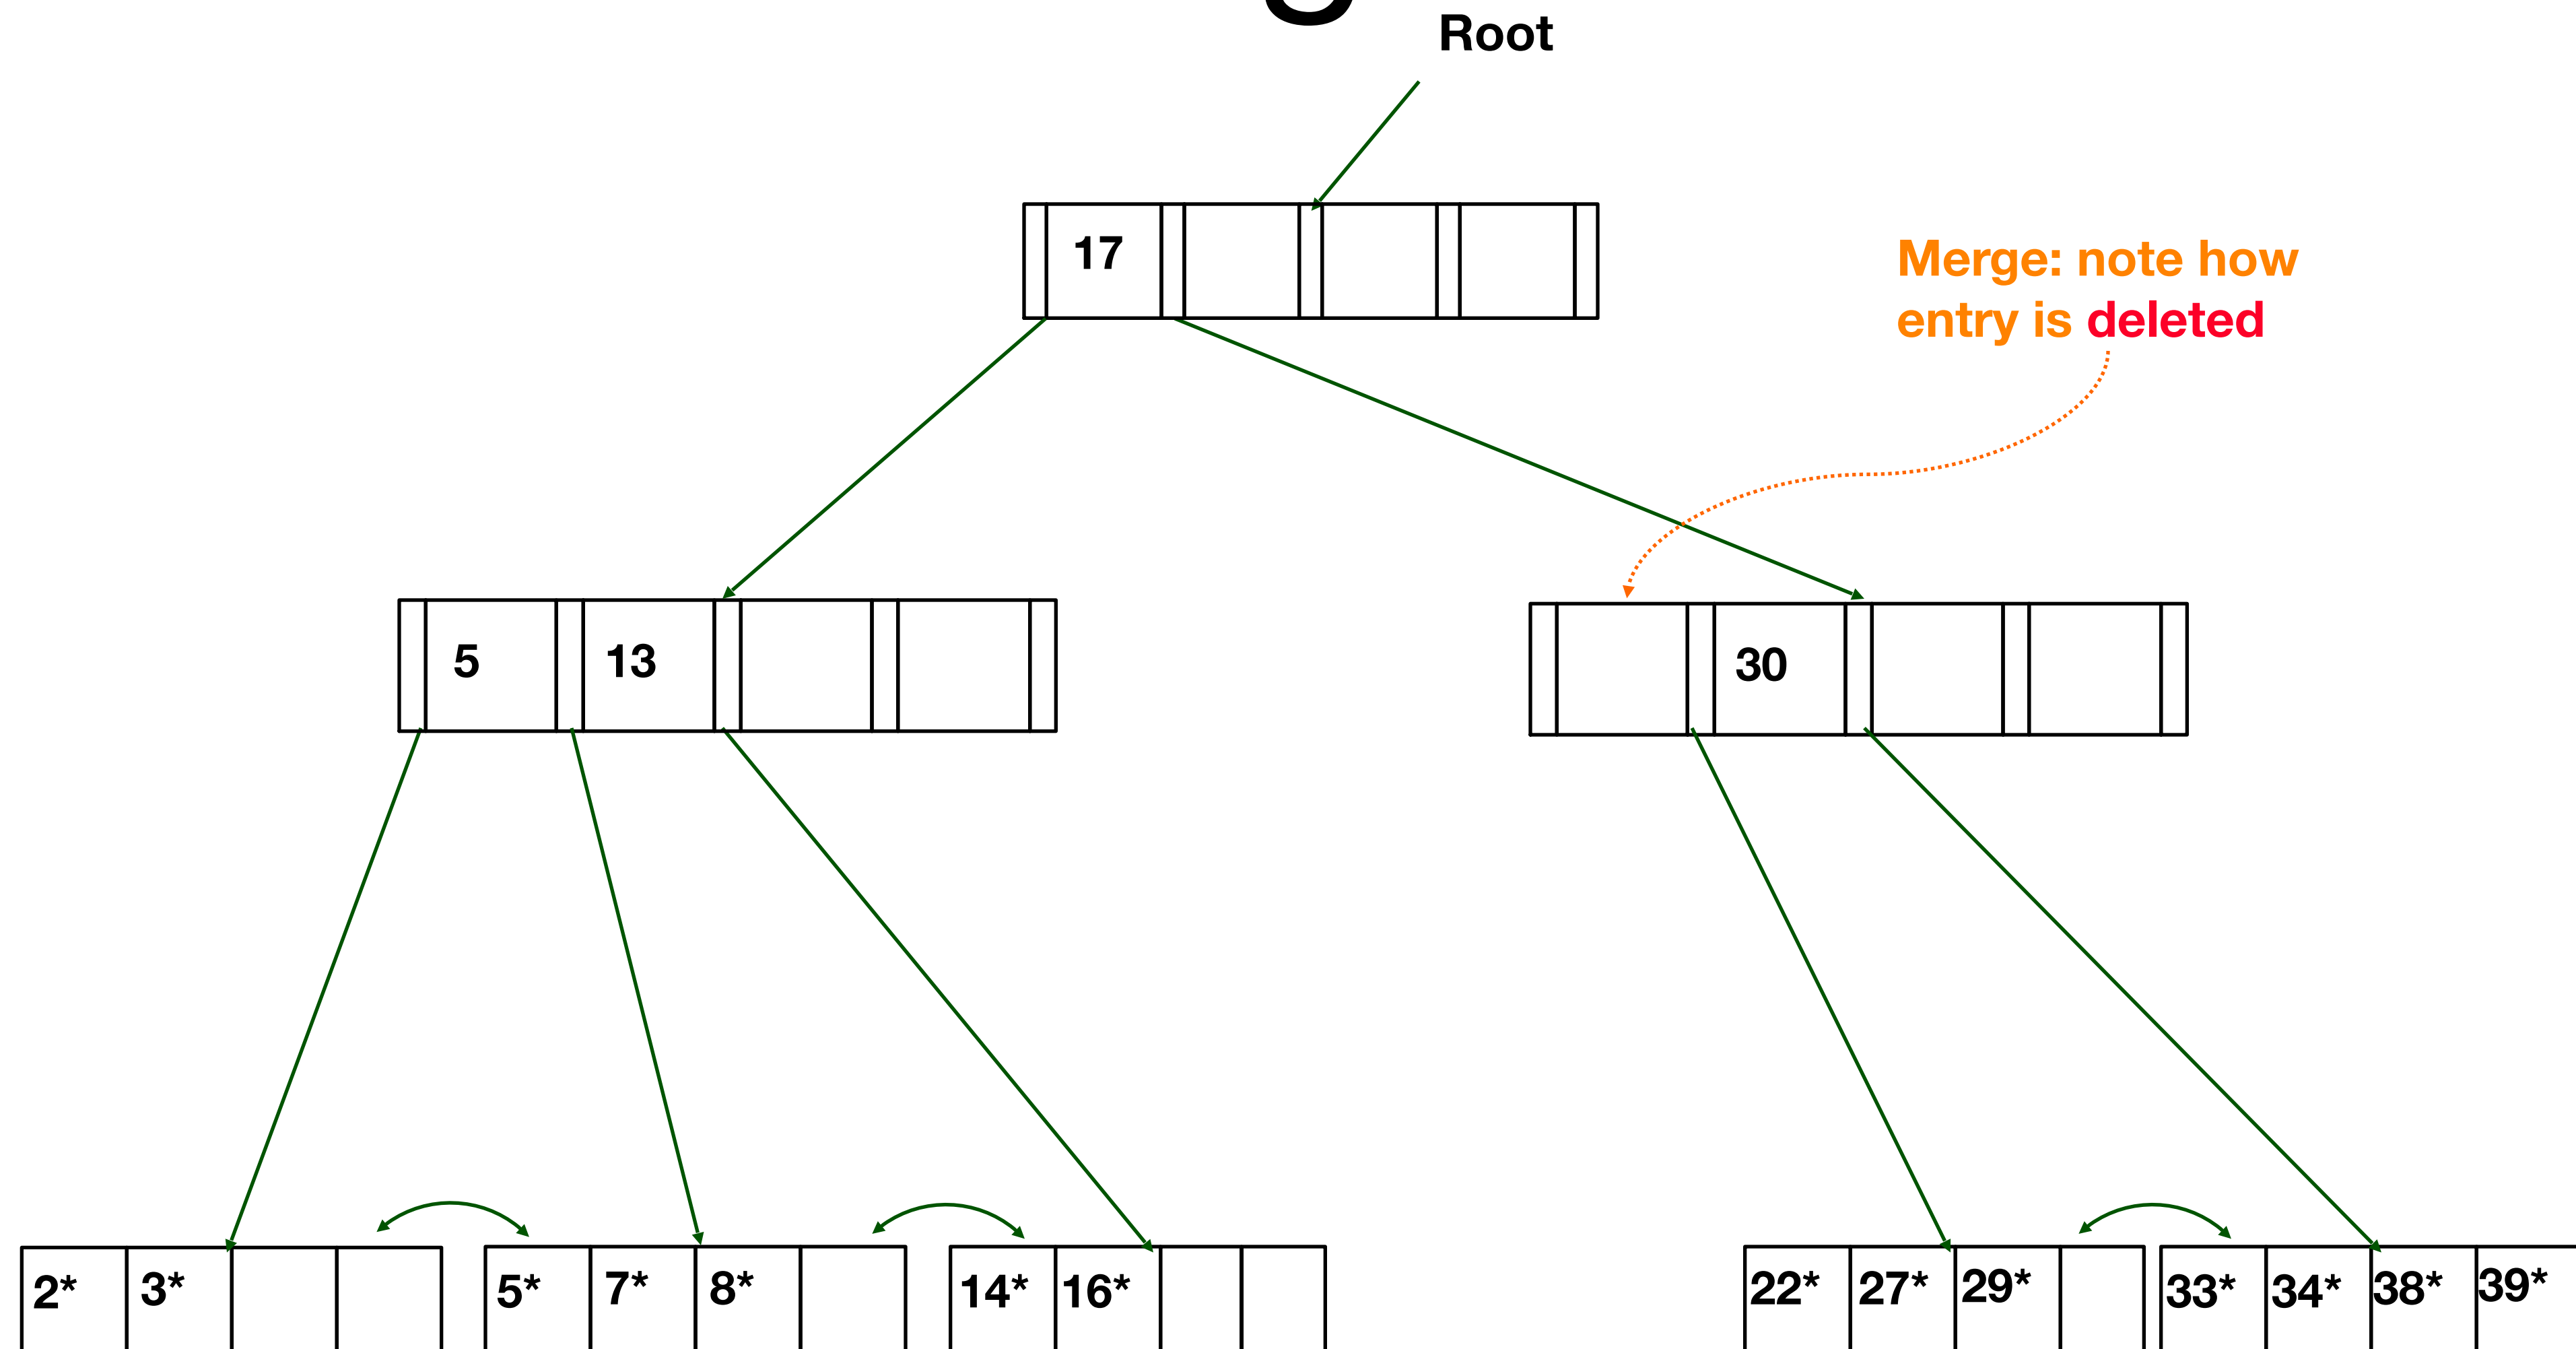 Root
17
Merge: note how
entry is deleted
5 13
30
2* 3*
5* 7* 8*
14* 16*
22* 27* 29*
33* 34* 38* 39*